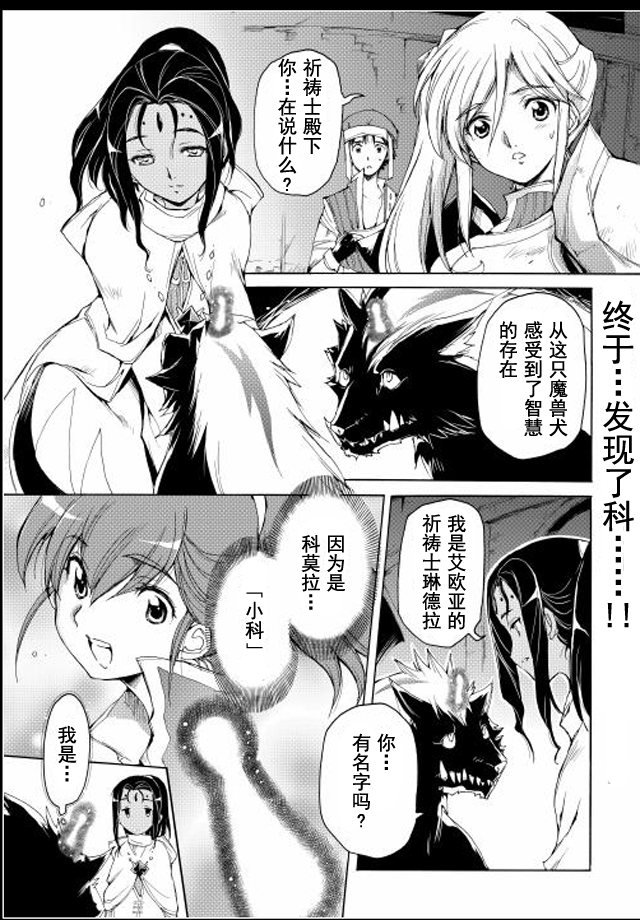 终于…发现了科……!!
祈祷士殿下
你…在说
什么?
从这只魔兽犬
感受到了智慧
的存在
我是艾欧亚的
祈祷士琳德拉
你…
有名字吗?
因为是
科莫拉…
「小科」
我是…